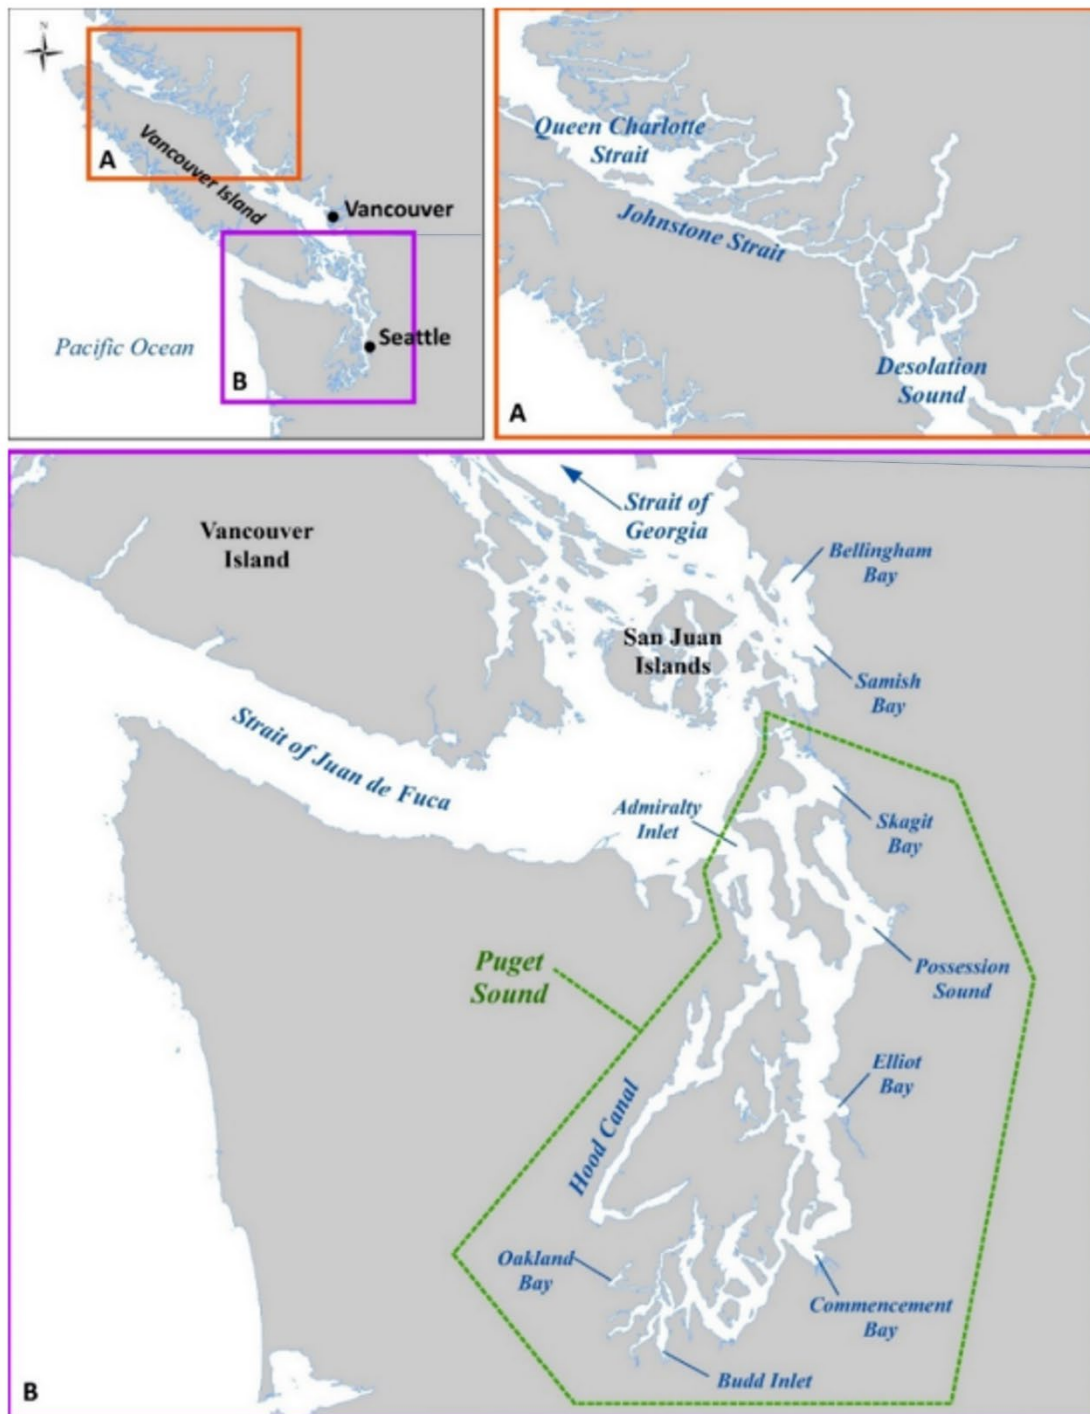 N
Vancouver Island
A
Vancouver
Pacific Ocean
Seattle
B
Queen Charlotte
Strait
Johnstone Strait
Desolation
Sound
A
Vancouver
Island
Strait of
Georgia
Bellingham
Bay
San Juan
Islands
Samish
Bay
Strait of Juan de Fuca
Admiralty
Inlet
Skagit
Bay
Puget
Sound
Possession
Sound
Elliot
Bay
Hood Canal
Oakland
Bay
Commencement
Bay
Budd Inlet
B